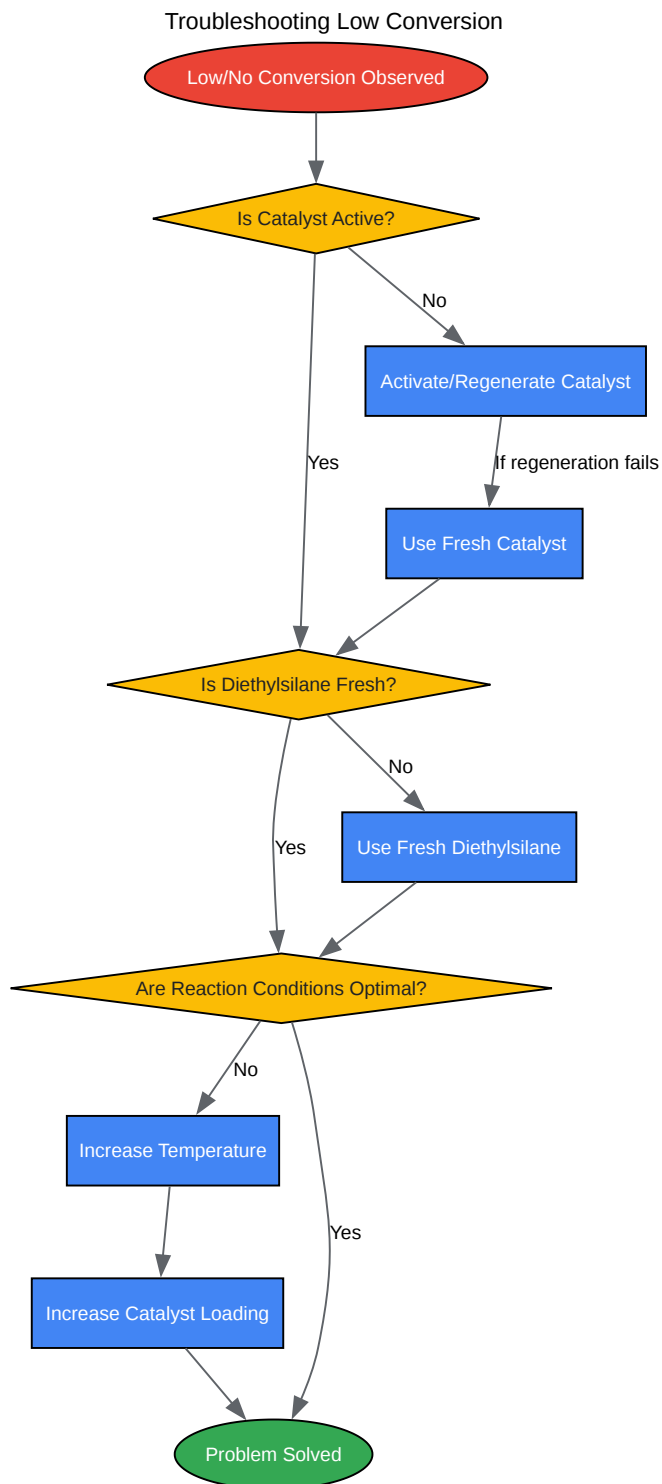 Troubleshooting Low Conversion
Low/No Conversion Observed
Is Catalyst Active?
No
Activate/Regenerate Catalyst
Yes
If regeneration fails
Use Fresh Catalyst
Is Diethylsilane Fresh?
No
Yes
Use Fresh Diethylsilane
Are Reaction Conditions Optimal?
No
Increase Temperature
Yes
Increase Catalyst Loading
Problem Solved